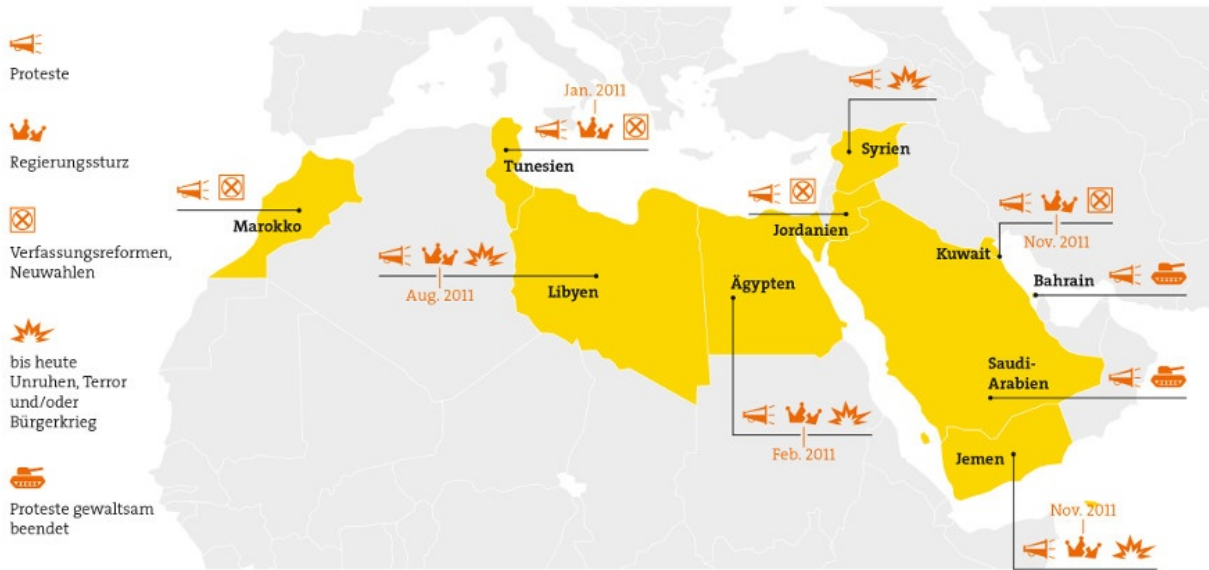 Proteste
Regierungssturz
Verfassungsreformen,
Neuwahlen
bis heute
Unruhen, Terror
und/oder
Bürgerkrieg
Proteste gewaltsam
beendet
Marokko
Jan. 2011
Tunesien
Aug. 2011
Libyen
Ägypten
Feb. 2011
Jordanien
Syrien
Kuwait
Nov. 2011
Bahrain
Saudi-
Arabien
Jemen
Nov. 2011